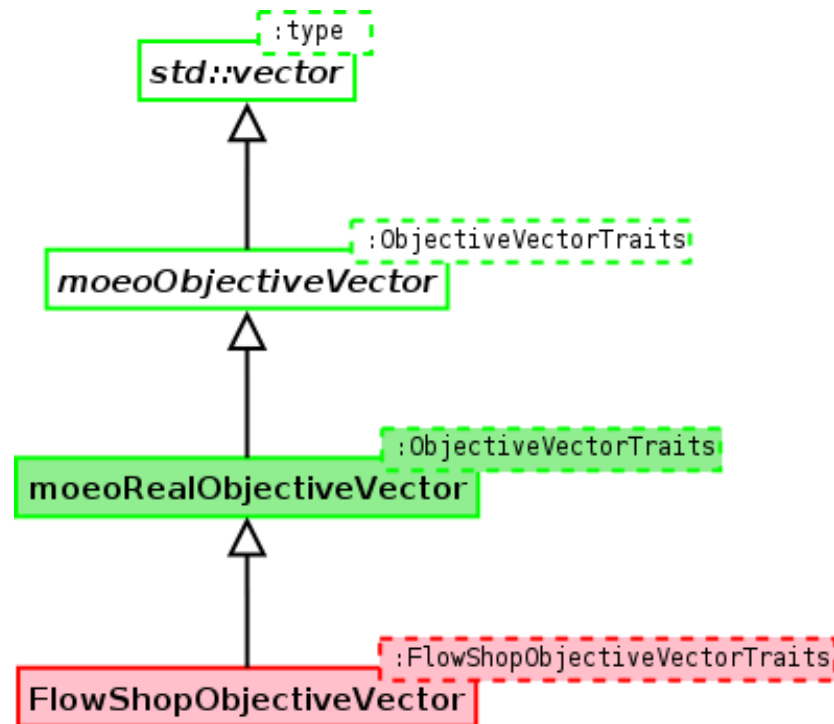 :type
std::vector
:ObjectiveVectorTraits
moeoObjectiveVector
:ObjectiveVectorTraits
moeoRealObjectiveVector
:FlowShopObjectiveVectorTraits
FlowShopObjectiveVector